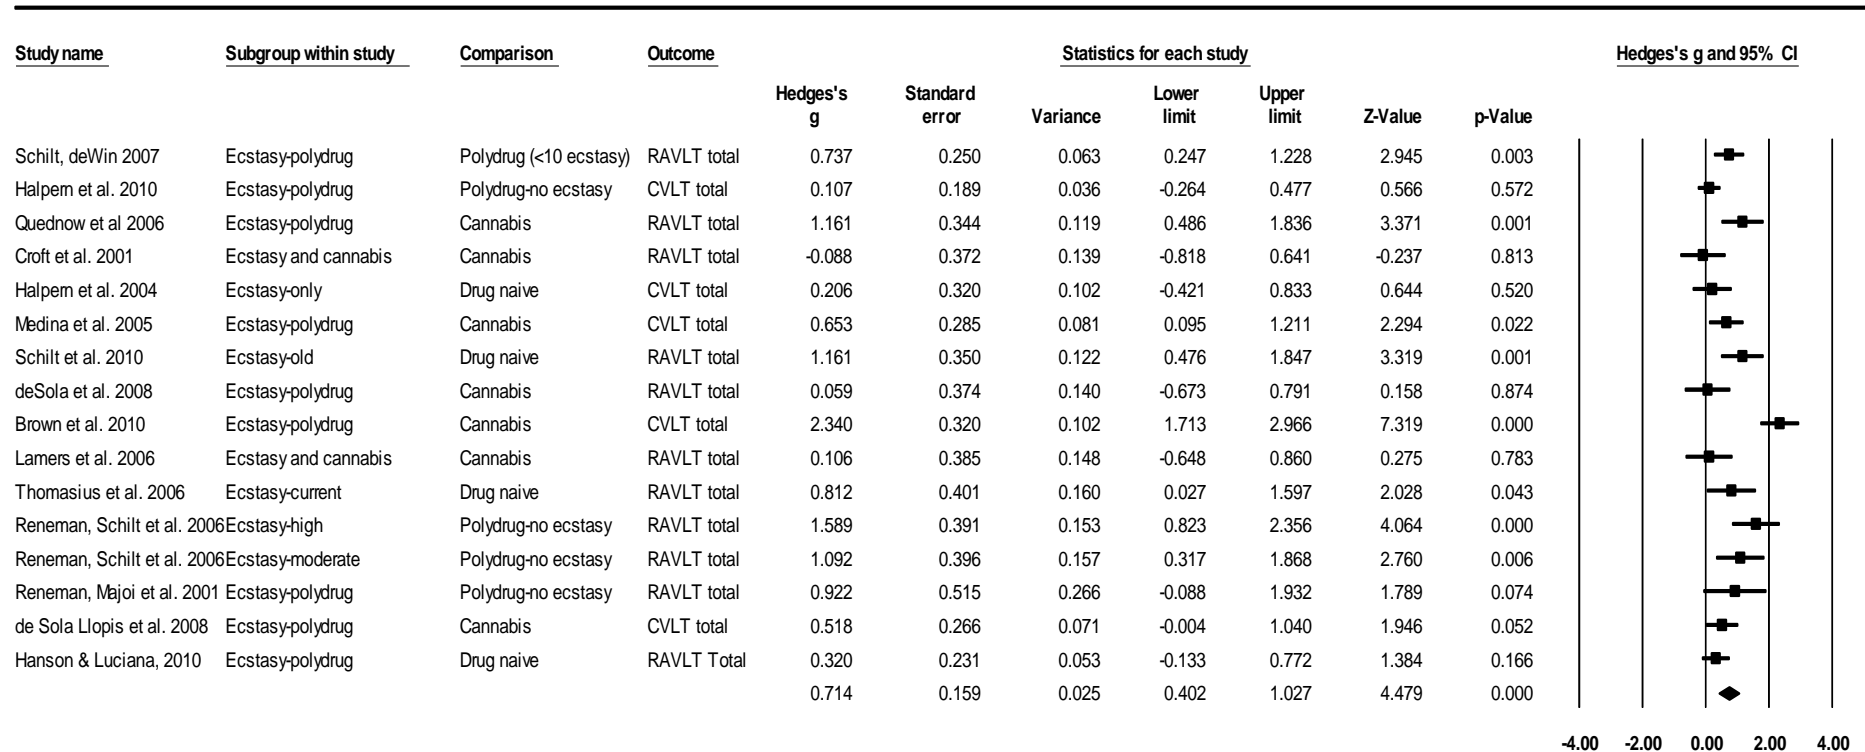 Study name Subgroup within study Comparison Outcome Statistics for each study Hedges's g and 95% CI
Hedges's Standard Lower Upper
g error Variance limit limit Z-Value p-Value
Schilt, deWin 2007 Ecstasy-polydrug Polydrug (<10 ecstasy) RAVLT total 0.737 0.250 0.063 0.247 1.228 2.945 0.003
Halpern et al. 2010 Ecstasy-polydrug Polydrug-no ecstasy CVLT total 0.107 0.189 0.036 -0.264 0.477 0.566 0.572
Quednow et al 2006 Ecstasy-polydrug Cannabis RAVLT total 1.161 0.344 0.119 0.486 1.836 3.371 0.001
Croft et al. 2001 Ecstasy and cannabis Cannabis RAVLT total -0.088 0.372 0.139 -0.818 0.641 -0.237 0.813
Halpern et al. 2004 Ecstasy-only Drug naive CVLT total 0.206 0.320 0.102 -0.421 0.833 0.644 0.520
Medina et al. 2005 Ecstasy-polydrug Cannabis CVLT total 0.653 0.285 0.081 0.095 1.211 2.294 0.022
Schilt et al. 2010 Ecstasy-old Drug naive RAVLT total 1.161 0.350 0.122 0.476 1.847 3.319 0.001
deSola et al. 2008 Ecstasy-polydrug Cannabis RAVLT total 0.059 0.374 0.140 -0.673 0.791 0.158 0.874
Brown et al. 2010 Ecstasy-polydrug Cannabis CVLT total 2.340 0.320 0.102 1.713 2.966 7.319 0.000
Lamers et al. 2006 Ecstasy and cannabis Cannabis RAVLT total 0.106 0.385 0.148 -0.648 0.860 0.275 0.783
Thomasius et al. 2006 Ecstasy-current Drug naive RAVLT total 0.812 0.401 0.160 0.027 1.597 2.028 0.043
Reneman, Schilt et al. 2006 Ecstasy-high Polydrug-no ecstasy RAVLT total 1.589 0.391 0.153 0.823 2.356 4.064 0.000
Reneman, Schilt et al. 2006 Ecstasy-moderate Polydrug-no ecstasy RAVLT total 1.092 0.396 0.157 0.317 1.868 2.760 0.006
Reneman, Majoi et al. 2001 Ecstasy-polydrug Polydrug-no ecstasy RAVLT total 0.922 0.515 0.266 -0.088 1.932 1.789 0.074
de Sola Llopis et al. 2008 Ecstasy-polydrug Cannabis CVLT total 0.518 0.266 0.071 -0.004 1.040 1.946 0.052
Hanson & Luciana, 2010 Ecstasy-polydrug Drug naive RAVLT Total 0.320 0.231 0.053 -0.133 0.772 1.384 0.166
0.714 0.159 0.025 0.402 1.027 4.479 0.000
-4.00 -2.00 0.00 2.00 4.00